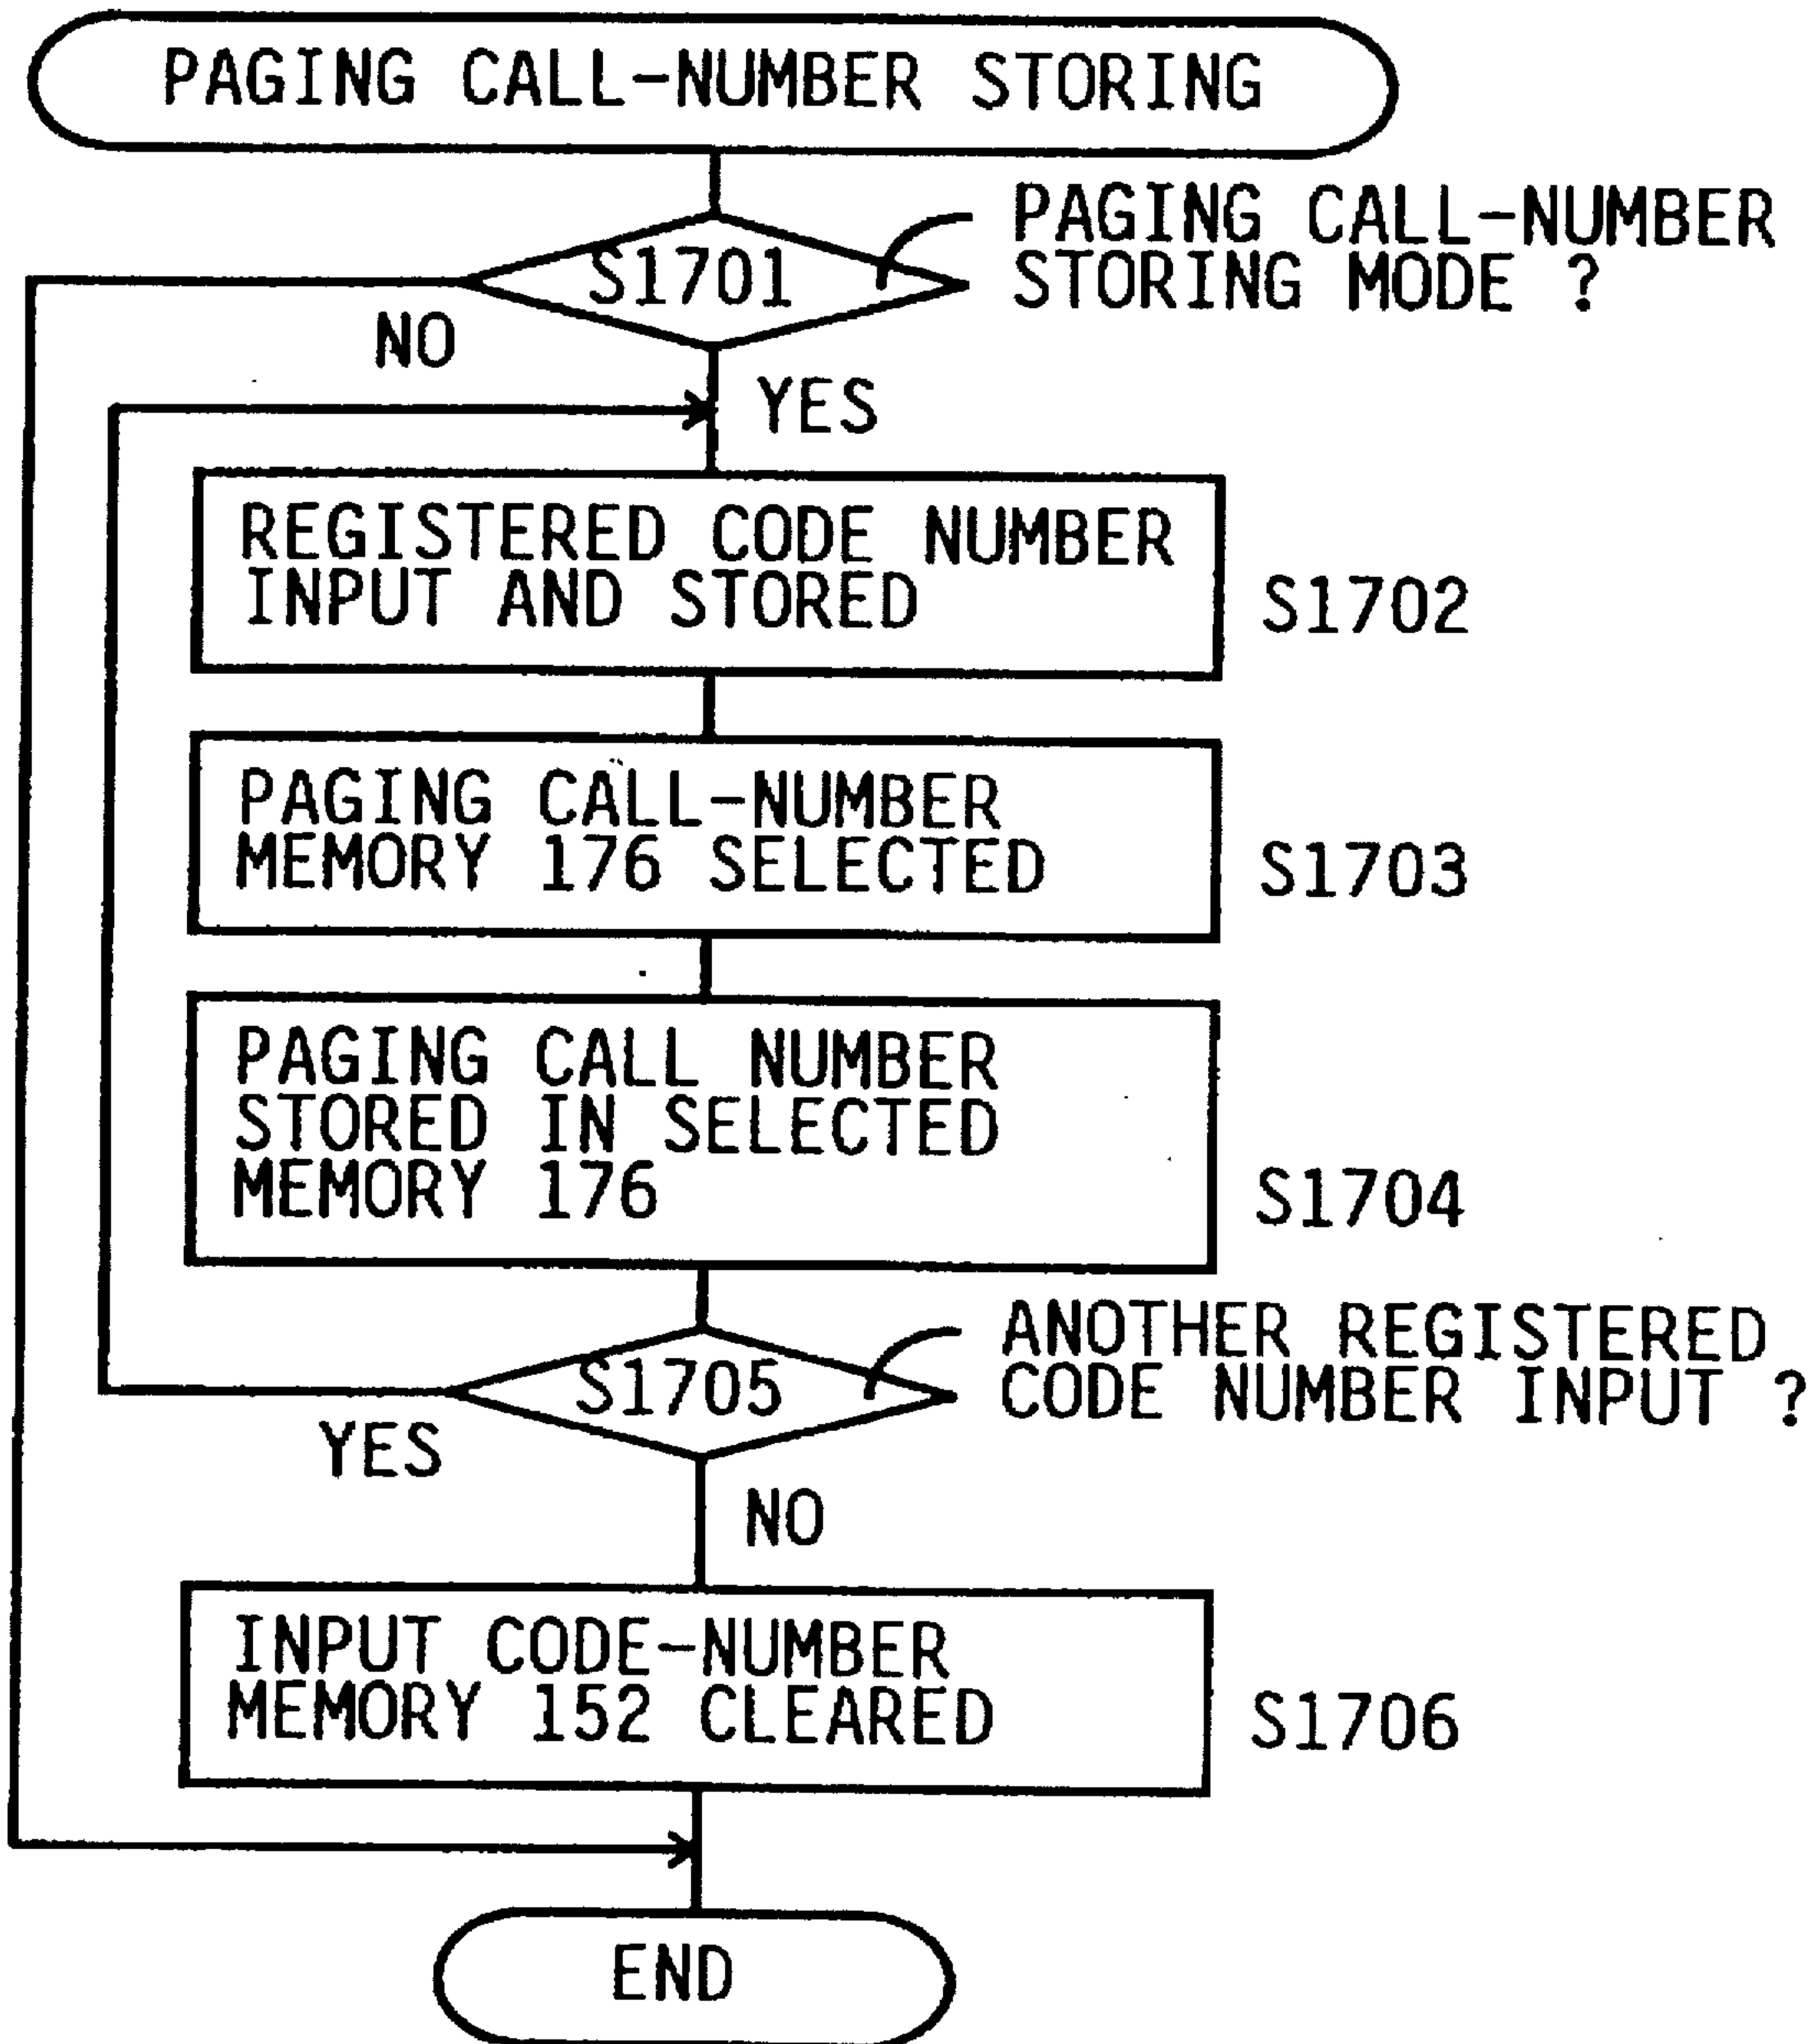 PAGING CALL-NUMBER STORING
PAGING CALL-NUMBER
STORING MODE ?
S1701
NO
YES
REGISTERED CODE NUMBER
INPUT AND STORED
S1702
PAGING CALL-NUMBER
MEMORY 176 SELECTED
S1703
PAGING CALL NUMBER
STORED IN SELECTED
MEMORY 176
S1704
ANOTHER REGISTERED
CODE NUMBER INPUT ?
S1705
YES
NO
INPUT CODE-NUMBER
MEMORY 152 CLEARED
S1706
END